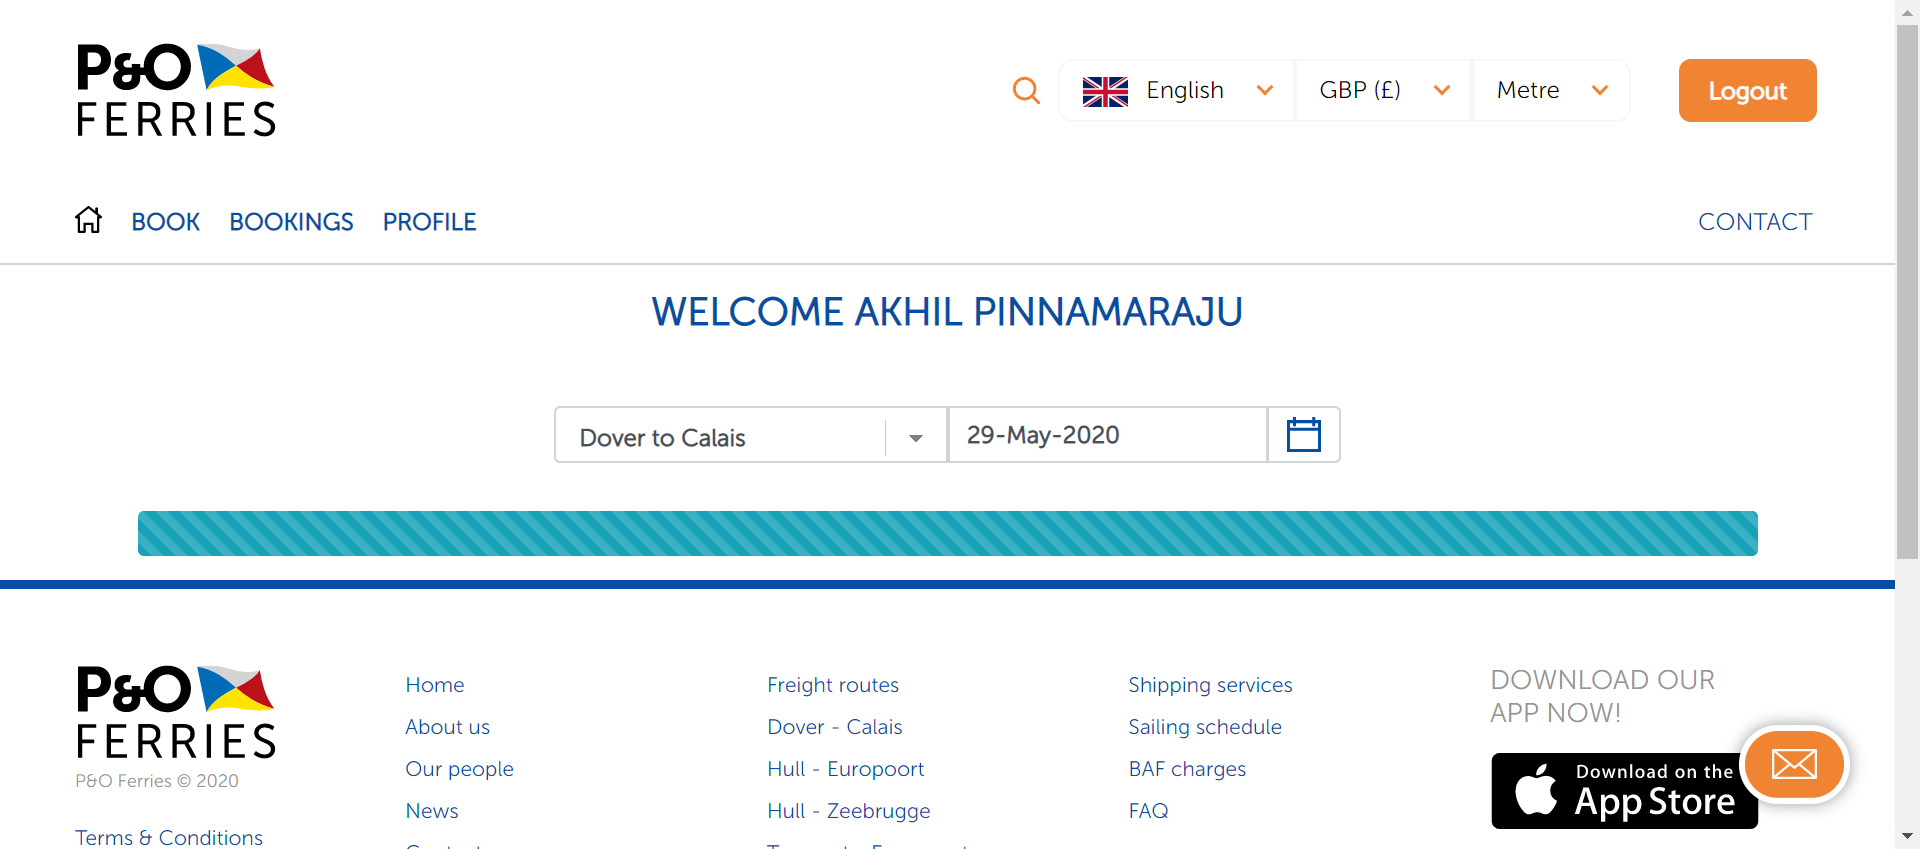 P&O
FERRIES
English
GBP (£)
Metre
Logout
BOOK
BOOKINGS
PROFILE
CONTACT
WELCOME AKHIL PINNAMARAJU
Dover to Calais
29-May-2020
P&O
FERRIES
P&O Ferries © 2020
Terms & Conditions
Home
About us
Our people
News
Freight routes
Dover - Calais
Hull - Europoort
Hull - Zeebrugge
Shipping services
Sailing schedule
BAF charges
FAQ
DOWNLOAD OUR
APP NOW!
Download on the
App Store